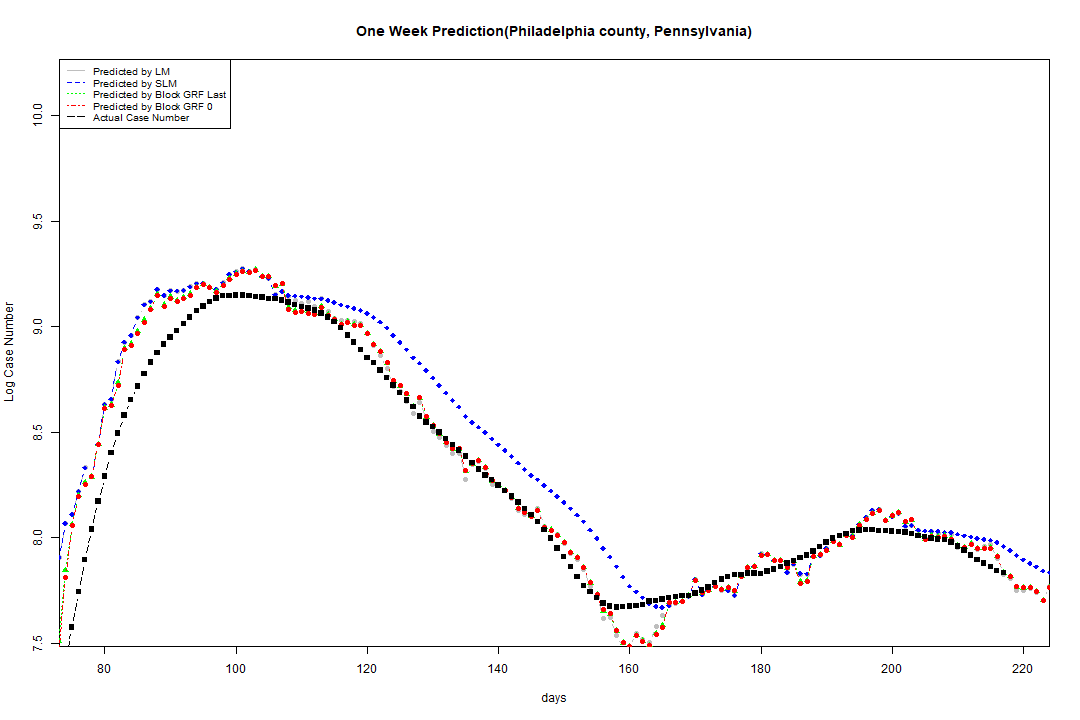 One Week Prediction(Philadelphia county, Pennsylvania)
Predicted by LM
Predicted by SLM
Predicted by Block GRF Last
Predicted by Block GRF 0
Actual Case Number
Log Case Number
10.0
9.5
9.0
8.5
8.0
7.5
80 100 120 140 160 180 200 220
days